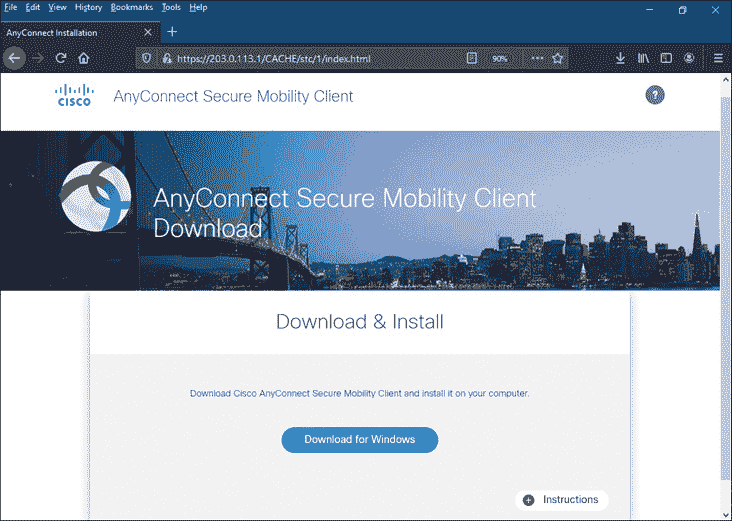 File Edit View History Bookmarks Tools Help
AnyConnect Installation
https://203.0.113.1/CACHE/stc/1/index.html
90%
CISCO
AnyConnect Secure Mobility Client
?
AnyConnect Secure Mobility Client
Download
Download & Install
Download Cisco AnyConnect Secure Mobility Client and install it on your computer.
Download for Windows
Instructions